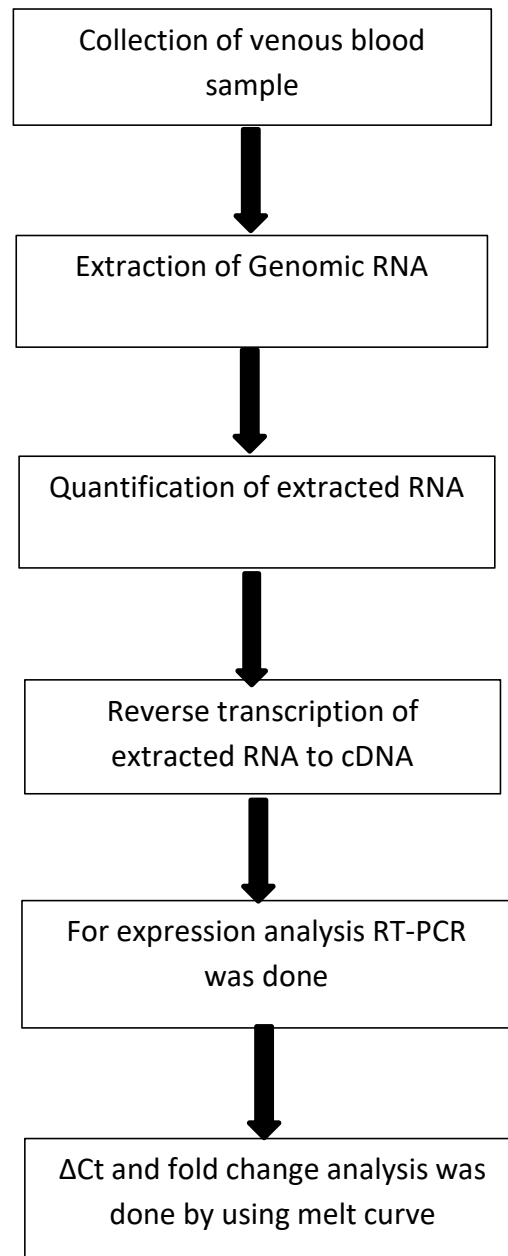 Collection of venous blood
sample
Extraction of Genomic RNA
Quantification of extracted RNA
Reverse transcription of
extracted RNA to cDNA
For expression analysis RT-PCR
was done
ΔCt and fold change analysis was
done by using melt curve